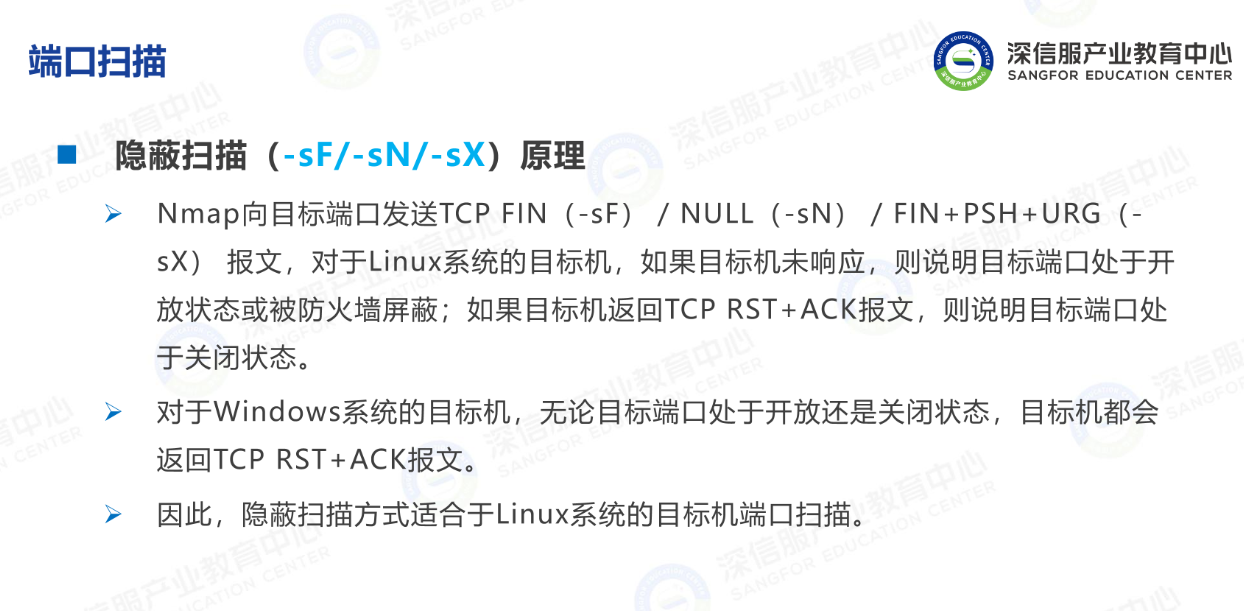 端口扫描
深信服产业教育中心
SANGFOR EDUCATION CENTER
隐蔽扫描（-sF/-sN/-sX）原理
Nmap向目标端口发送TCP FIN（-sF） / NULL（-sN） / FIN+PSH+URG（-
sX） 报文，对于Linux系统的目标机，如果目标机未响应，则说明目标端口处于开
放状态或被防火墙屏蔽；如果目标机返回TCP RST+ACK报文，则说明目标端口处
于关闭状态。
对于Windows系统的目标机，无论目标端口处于开放还是关闭状态，目标机都会
返回TCP RST+ACK报文。
因此，隐蔽扫描方式适合于Linux系统的目标机端口扫描。